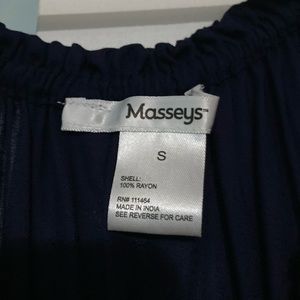 Masseys™
S
SHELL:
100% RAYON
RN# 111464
MADE IN INDIA
SEE REVERSE FOR CARE